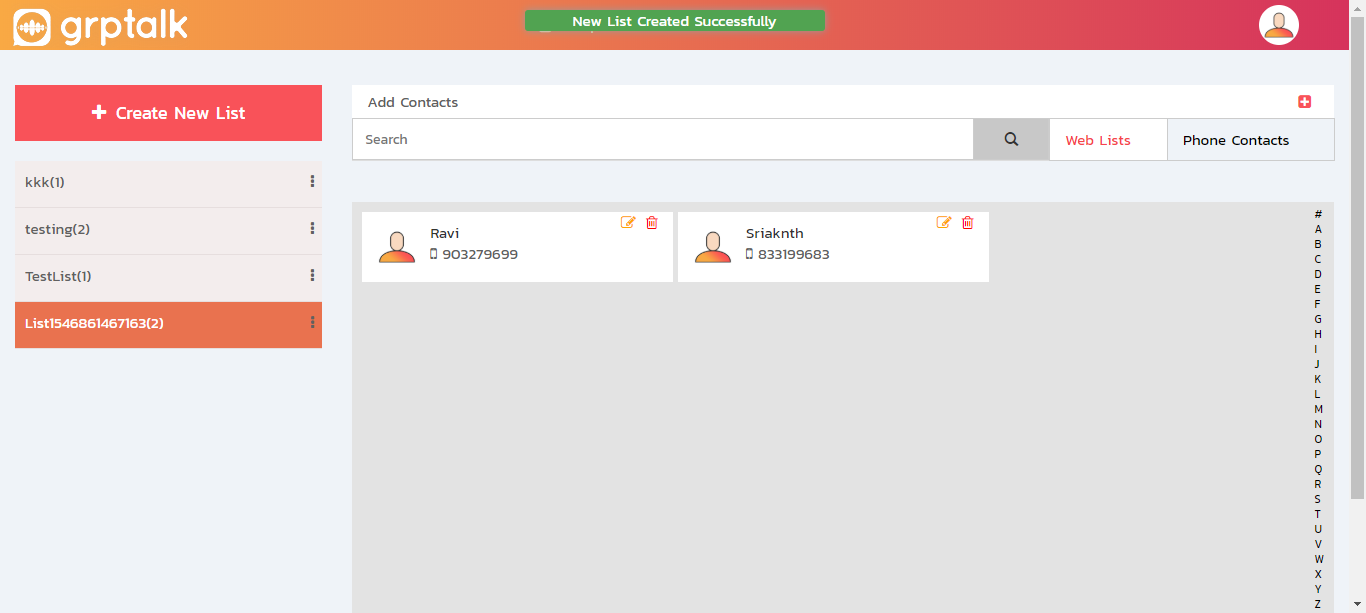 grptalk
New List Created Successfully
Create New List
kkk(1)
testing(2)
TestList(1)
List1546861467163(2)
Add Contacts
Search
Web Lists
Phone Contacts
Ravi
903279699
Sriaknth
833199683
#
A
B
C
D
E
F
G
H
I
J
K
L
M
N
O
P
Q
R
S
T
U
V
W
X
Y
Z